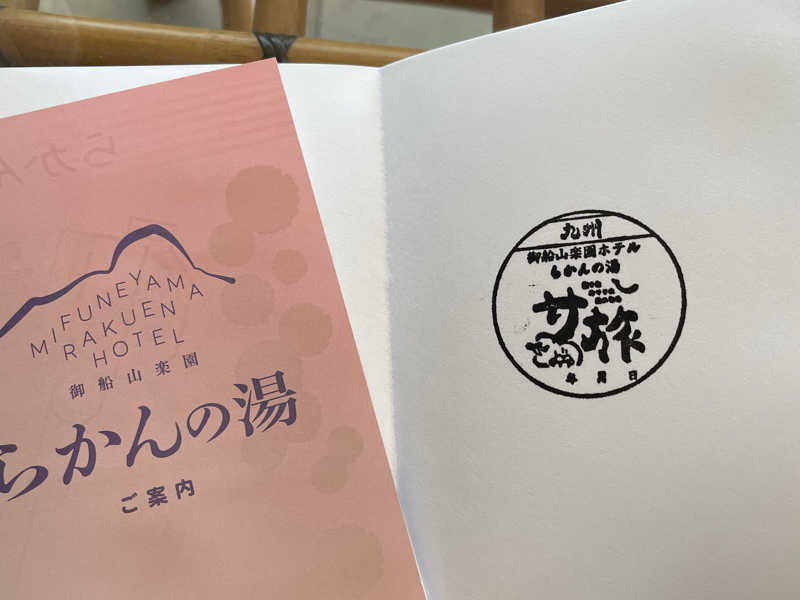 MIFUNEYAMA
RAKUEN
HOTEL
御船山楽園
らかんの湯
ご案内
九州
御船山楽園ホテル
らかんの湯
サ旅
年 月 日